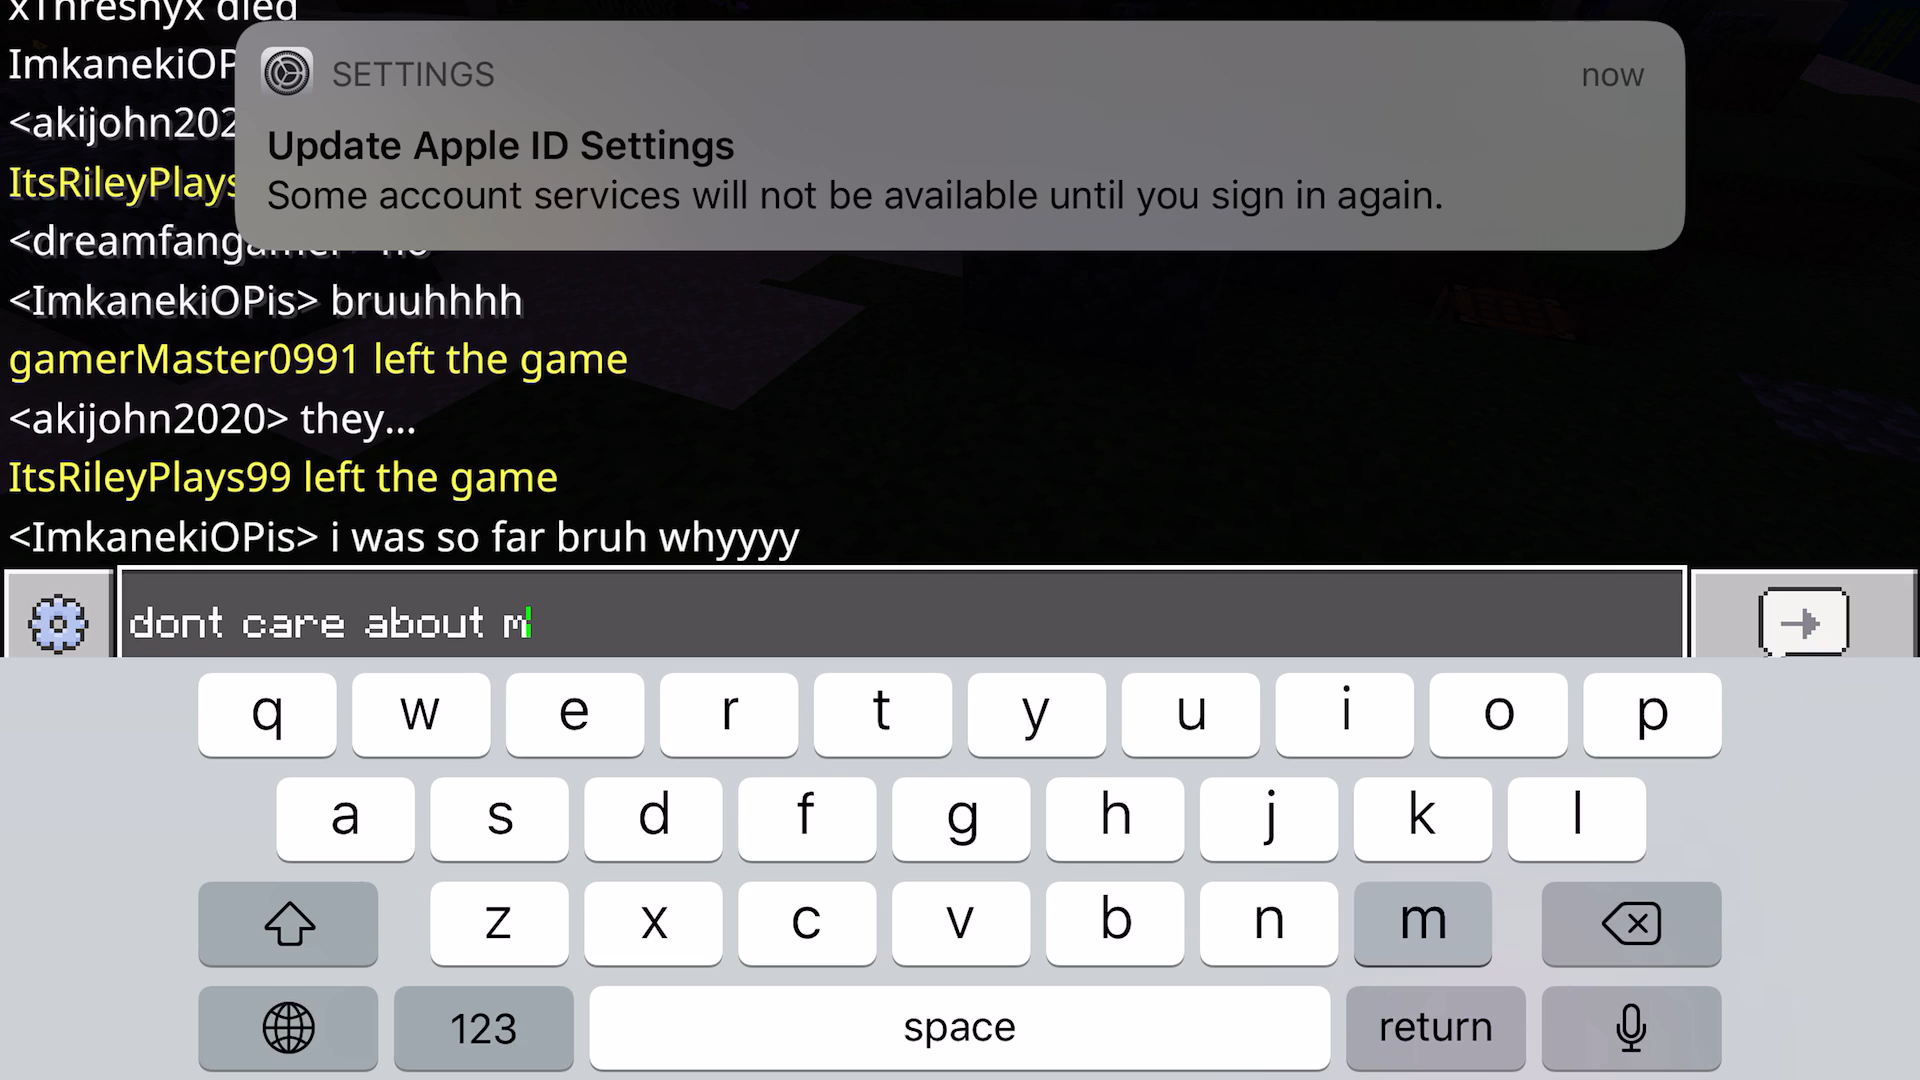 xThreshyx died
ImkanekiOP
SETTINGS
now
<akijohn202
Update Apple ID Settings
ItsRileyPlays
Some account services will not be available until you sign in again.
<dreamfangamer> no
<ImkanekiOPis> bruuhhhh
gamerMaster0991 left the game
<akijohn2020> they...
ItsRileyPlays99 left the game
<ImkanekiOPis> i was so far bruh whyyyy
dont care about m
q w e r t y u i o p
a s d f g h j k l
z x c v b n m
123 space return